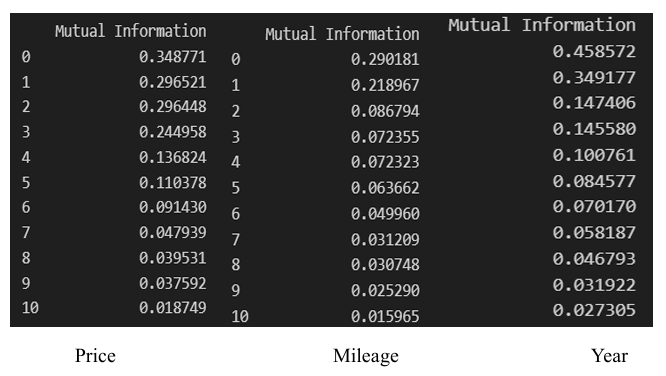 Mutual Information Mutual Information Mutual Information
0 0.348771 0 0.290181 0.458572
1 0.296521 1 0.218967 0.349177
2 0.296448 2 0.086794 0.147406
3 0.244958 3 0.072355 0.145580
4 0.136824 4 0.072323 0.100761
5 0.110378 5 0.063662 0.084577
6 0.091430 6 0.049960 0.070170
7 0.047939 7 0.031209 0.058187
8 0.039531 8 0.030748 0.046793
9 0.037592 9 0.025290 0.031922
10 0.018749 10 0.015965 0.027305
Price Mileage Year